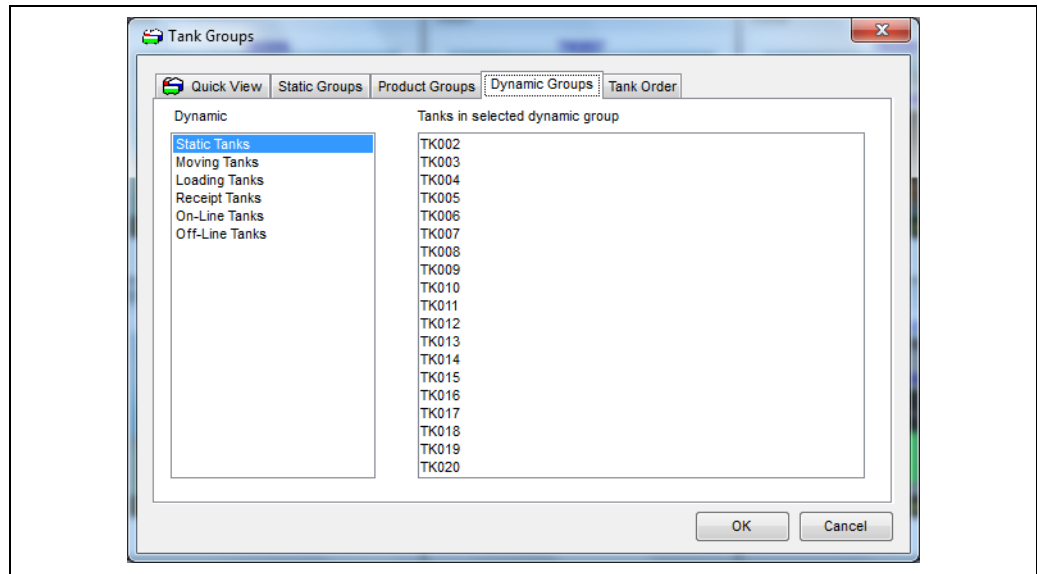 Tank Groups
Quick View Static Groups Product Groups Dynamic Groups Tank Order
Dynamic
Tanks in selected dynamic group
Static Tanks
Moving Tanks
Loading Tanks
Receipt Tanks
On-Line Tanks
Off-Line Tanks
TK002
TK003
TK004
TK005
TK006
TK007
TK008
TK009
TK010
TK011
TK012
TK013
TK014
TK015
TK016
TK017
TK018
TK019
TK020
OK Cancel